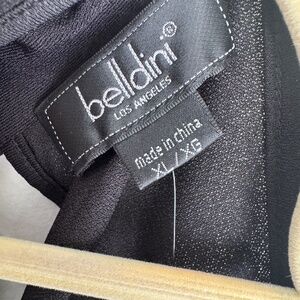 belldini®
LOS ANGELES
made in china
XL / XG